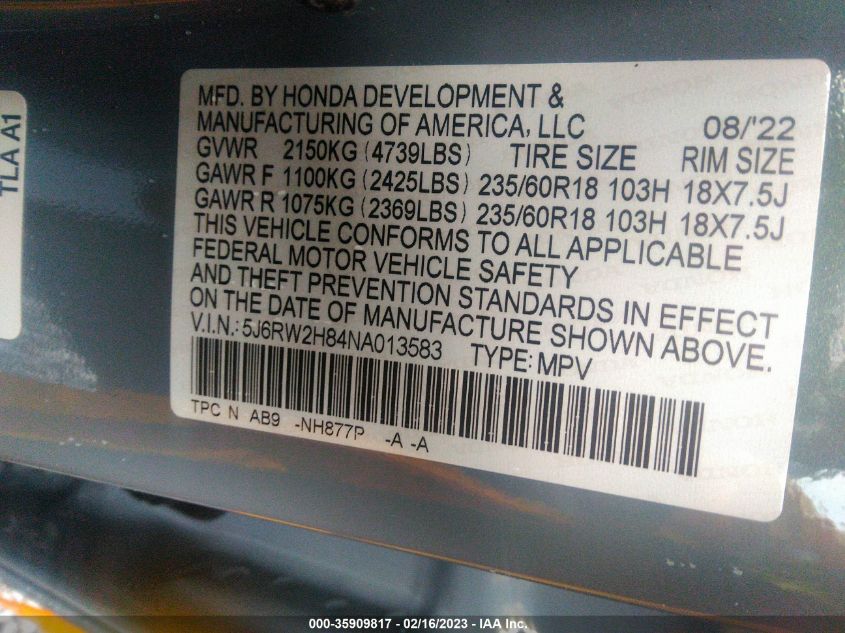 TLA A1
MFD. BY HONDA DEVELOPMENT &
MANUFACTURING OF AMERICA, LLC 08/'22
GVWR 2150KG (4739LBS) TIRE SIZE RIM SIZE
GAWR F 1100KG (2425LBS) 235/60R18 103H 18X7.5J
GAWR R 1075KG (2369LBS) 235/60R18 103H 18X7.5J
THIS VEHICLE CONFORMS TO ALL APPLICABLE
FEDERAL MOTOR VEHICLE SAFETY
AND THEFT PREVENTION STANDARDS IN EFFECT
ON THE DATE OF MANUFACTURE SHOWN ABOVE.
V.I.N.: 5J6RW2H84NA013583 TYPE: MPV
TPC N AB9 -NH877P -A -A
000-35909817 - 02/16/2023 - IAA Inc.